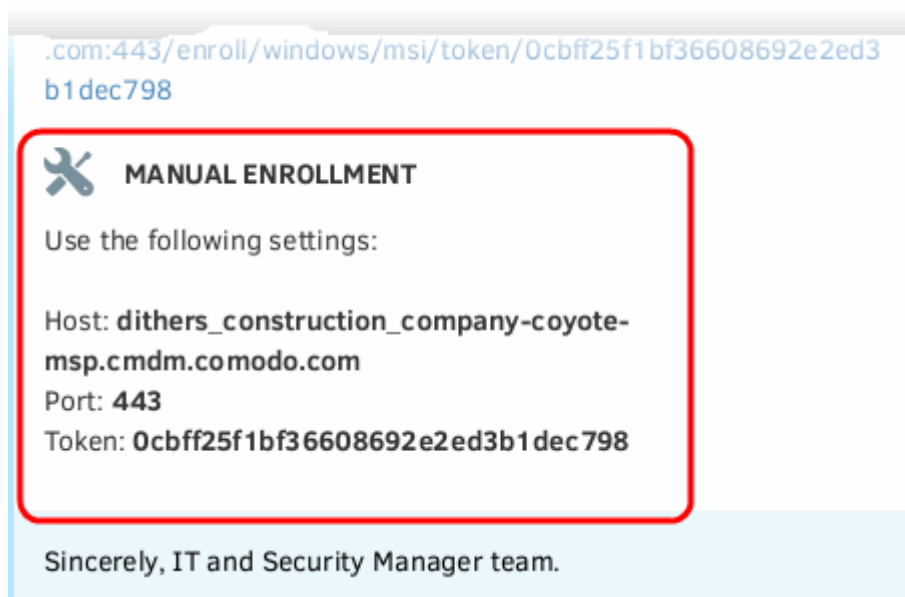 .com:443/enroll/windows/msi/token/0cbff25f1bf36608692e2ed3
b1dec798
MANUAL ENROLLMENT
Use the following settings:
Host: dithers_construction_company-coyote-
msp.cmdm.comodo.com
Port: 443
Token: 0cbff25f1bf36608692e2ed3b1dec798
Sincerely, IT and Security Manager team.